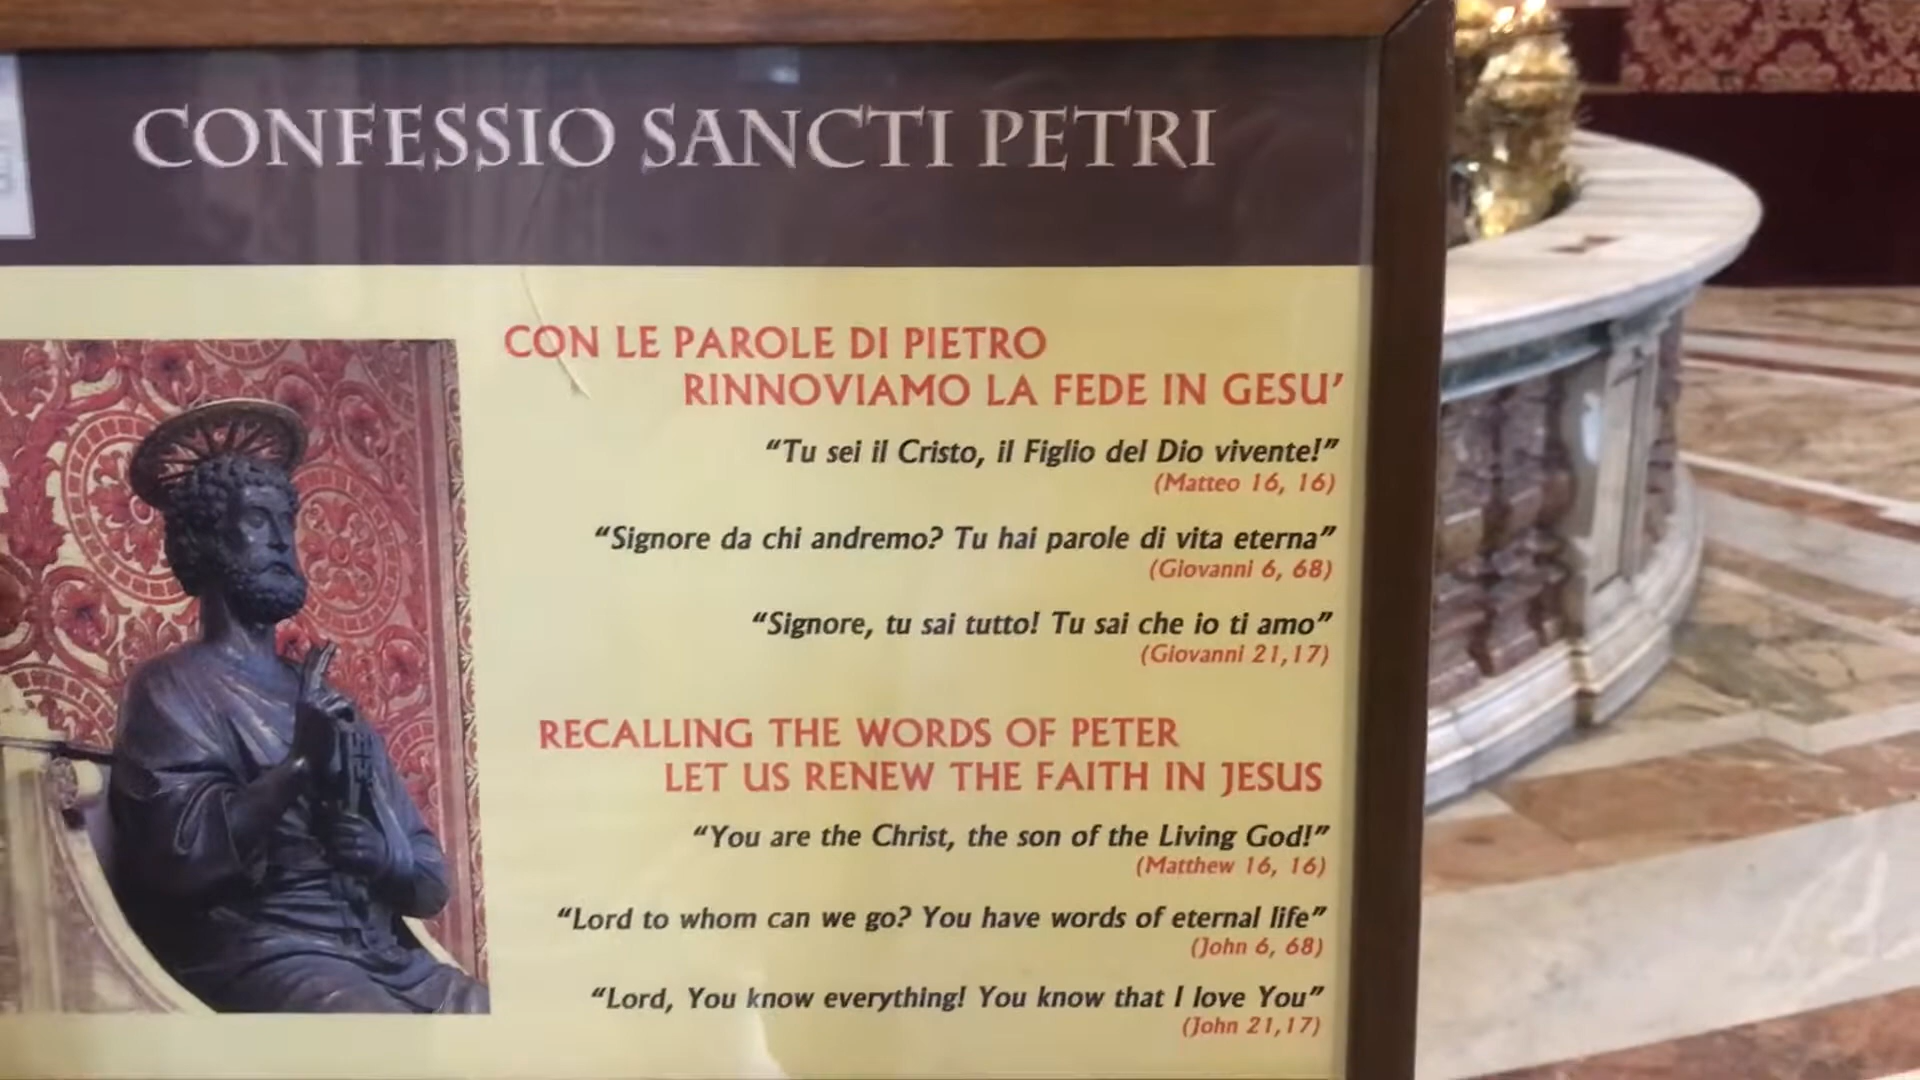 CONFESSIO SANCTI PETRI
CON LE PAROLE DI PIETRO
RINNOVIAMO LA FEDE IN GESU'
“Tu sei il Cristo, il Figlio del Dio vivente!”
(Matteo 16, 16)
“Signore da chi andremo? Tu hai parole di vita eterna”
(Giovanni 6, 68)
“Signore, tu sai tutto! Tu sai che io ti amo”
(Giovanni 21,17)
RECALLING THE WORDS OF PETER
LET US RENEW THE FAITH IN JESUS
“You are the Christ, the son of the Living God!”
(Matthew 16, 16)
“Lord to whom can we go? You have words of eternal life”
(John 6, 68)
“Lord, You know everything! You know that I love You”
(John 21,17)